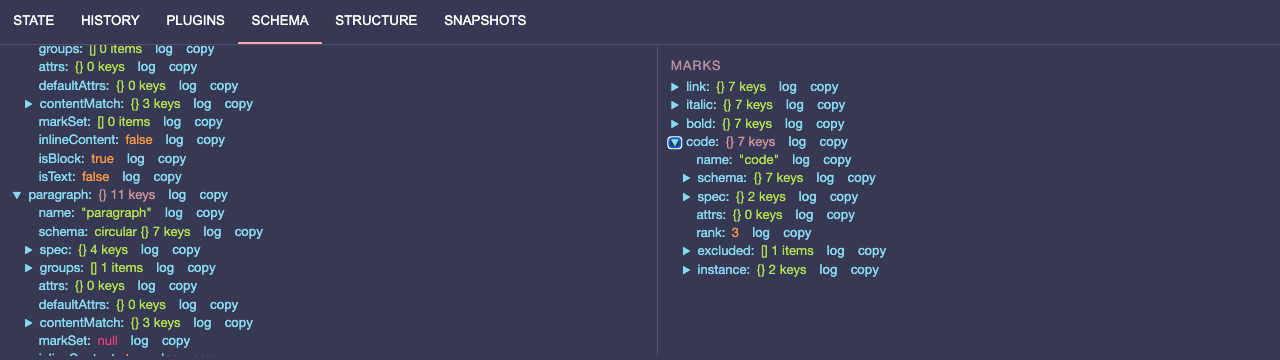 STATE HISTORY PLUGINS SCHEMA STRUCTURE SNAPSHOTS
groups: [] 0 items log copy
attrs: {} 0 keys log copy
defaultAttrs: {} 0 keys log copy
▶ contentMatch: {} 3 keys log copy
markSet: [] 0 items log copy
inlineContent: false log copy
isBlock: true log copy
isText: false log copy
▼ paragraph: {} 11 keys log copy
name: "paragraph" log copy
schema: circular {} 7 keys log copy
▶ spec: {} 4 keys log copy
▶ groups: [] 1 items log copy
attrs: {} 0 keys log copy
defaultAttrs: {} 0 keys log copy
▶ contentMatch: {} 3 keys log copy
markSet: null log copy
MARKS
▶ link: {} 7 keys log copy
▶ italic: {} 7 keys log copy
▶ bold: {} 7 keys log copy
▼ code: {} 7 keys log copy
name: "code" log copy
▶ schema: {} 7 keys log copy
▶ spec: {} 2 keys log copy
attrs: {} 0 keys log copy
rank: 3 log copy
▶ excluded: [] 1 items log copy
▶ instance: {} 2 keys log copy